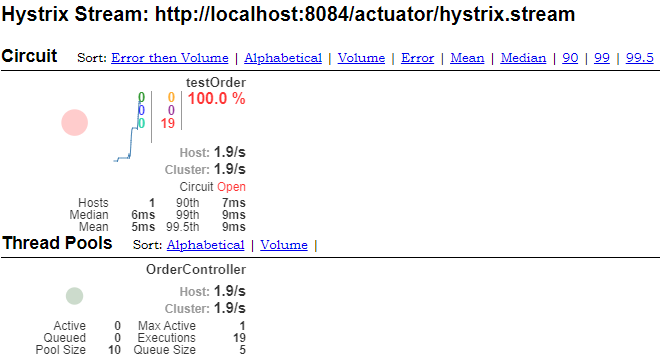 Hystrix Stream: http://localhost:8084/actuator/hystrix.stream
Circuit Sort: Error then Volume | Alphabetical | Volume | Error | Mean | Median | 90 | 99 | 99.5
testOrder
0 0 100.0 %
0 0
0 19
Host: 1.9/s
Cluster: 1.9/s
Circuit Open
Hosts 1 90th 7ms
Median 6ms 99th 9ms
Mean 5ms 99.5th 9ms
Thread Pools Sort: Alphabetical | Volume |
OrderController
Host: 1.9/s
Cluster: 1.9/s
Active 0 Max Active 1
Queued 0 Executions 19
Pool Size 10 Queue Size 5